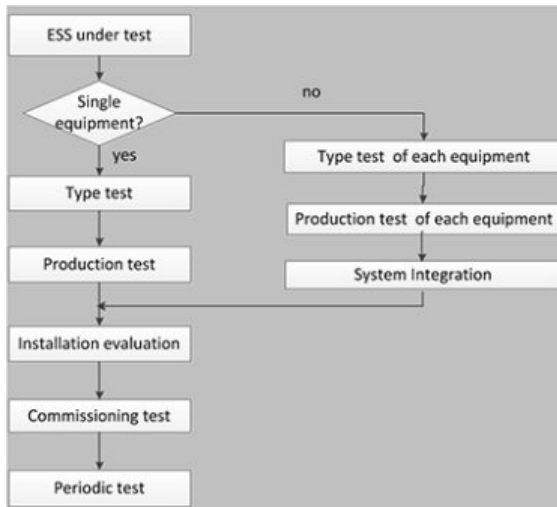 ESS under test
Single
equipment?
no
yes
Type test of each equipment
Type test
Production test of each equipment
Production test
System Integration
Installation evaluation
Commissioning test
Periodic test